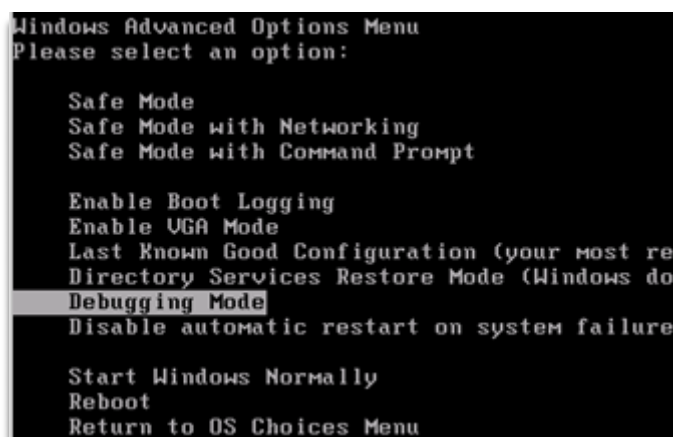 Windows Advanced Options Menu
Please select an option:
Safe Mode
Safe Mode with Networking
Safe Mode with Command Prompt
Enable Boot Logging
Enable VGA Mode
Last Known Good Configuration (your most re
Directory Services Restore Mode (Windows do
Debugging Mode
Disable automatic restart on system failure
Start Windows Normally
Reboot
Return to OS Choices Menu